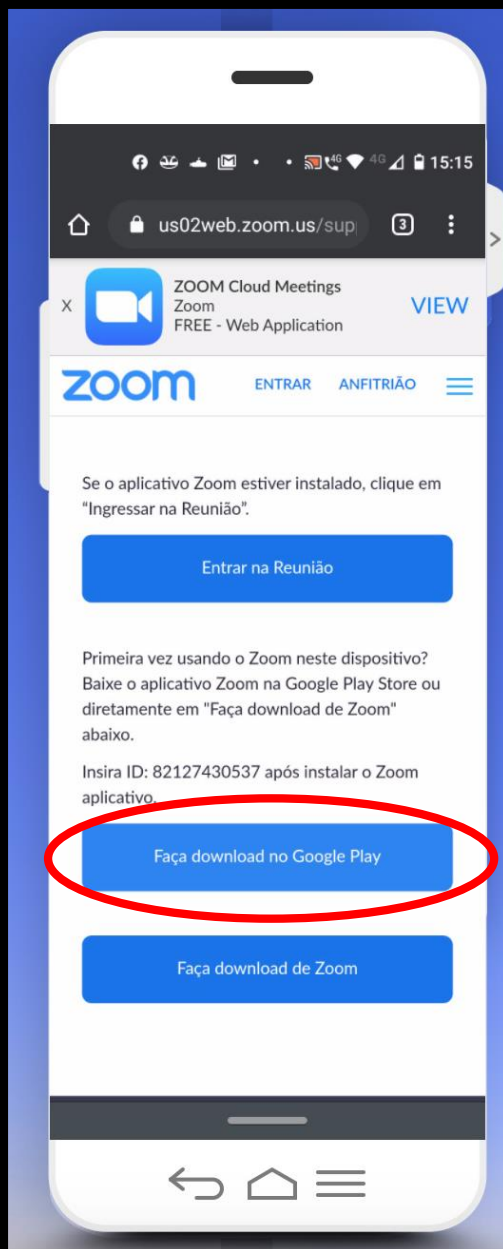 4G 4G 15:15
us02web.zoom.us/sup 3
X ZOOM Cloud Meetings
Zoom
FREE - Web Application
VIEW
zoom ENTRAR ANFITRIÃO
Se o aplicativo Zoom estiver instalado, clique em
“Ingressar na Reunião”.
Entrar na Reunião
Primeira vez usando o Zoom neste dispositivo?
Baixe o aplicativo Zoom na Google Play Store ou
diretamente em "Faça download de Zoom"
abaixo.
Insira ID: 82127430537 após instalar o Zoom
aplicativo.
Faça download no Google Play
Faça download de Zoom